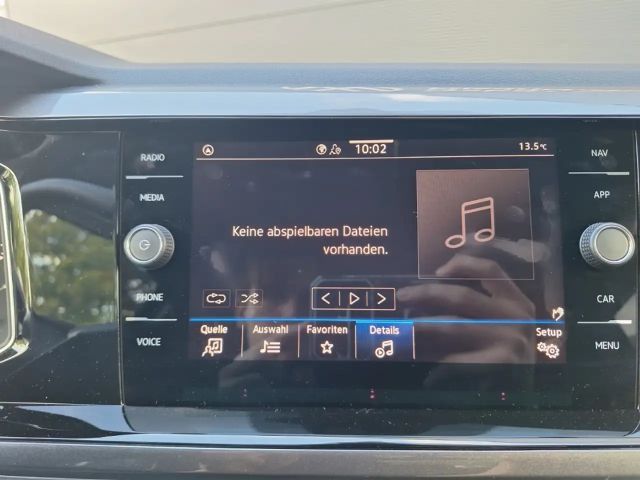 RADIO
MEDIA
PHONE
VOICE
10:02
13.5°C
Keine abspielbaren Dateien
vorhanden.
Quelle
Auswahl
Favoriten
Details
Setup
NAV
APP
CAR
MENU